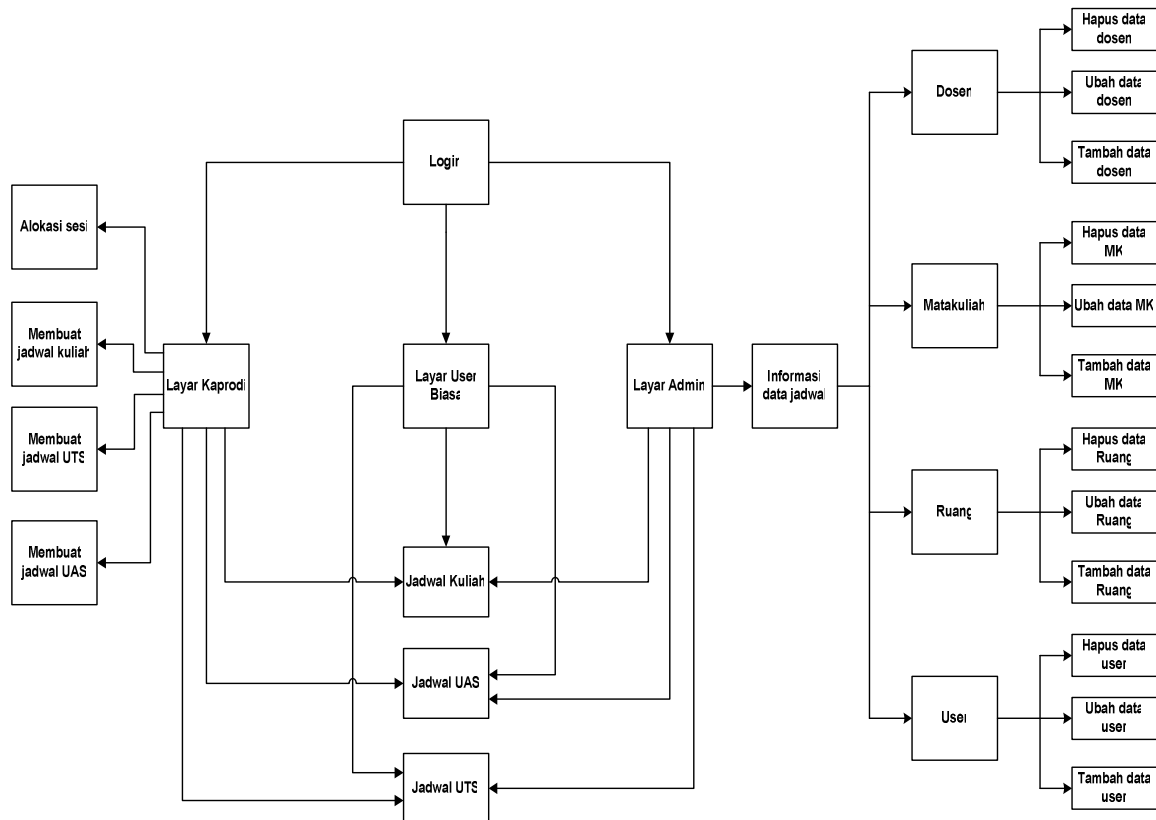 Login
Alokasi sesi
Membuat
jadwal kuliah
Membuat
jadwal UTS
Membuat
jadwal UAS
Layar Kaprodi
Layar User
Biasa
Layar Admin
Informasi
data jadwal
Jadwal Kuliah
Jadwal UAS
Jadwal UTS
Dosen
Hapus data
dosen
Ubah data
dosen
Tambah data
dosen
Matakuliah
Hapus data
MK
Ubah data MK
Tambah data
MK
Ruang
Hapus data
Ruang
Ubah data
Ruang
Tambah data
Ruang
User
Hapus data
user
Ubah data
user
Tambah data
user